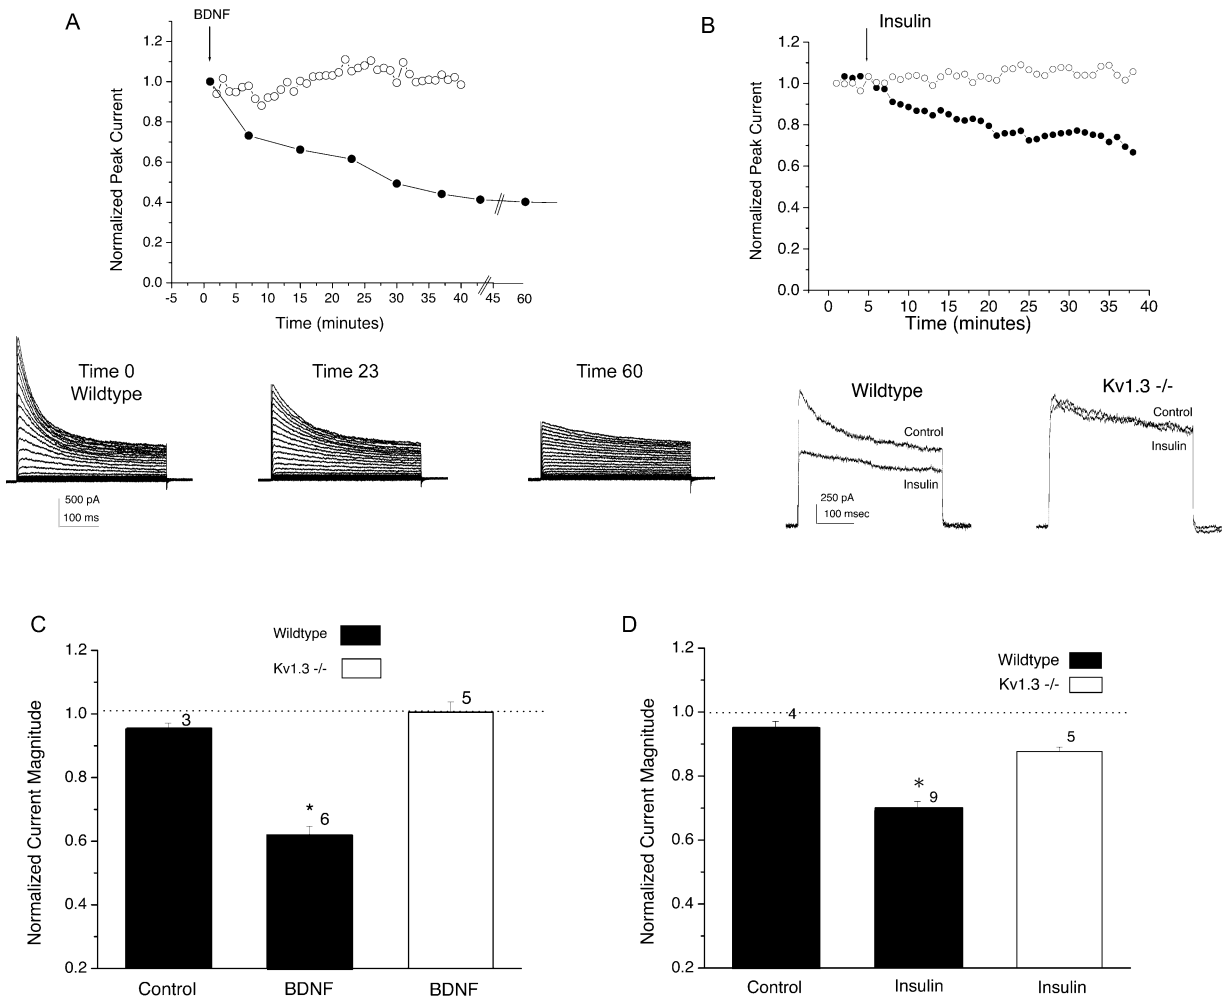 A
BDNF
1.2
1.0
0.8
0.6
0.4
0.2
0.0
Normalized Peak Current
-5 0 5 10 15 20 25 30 35 40 45 60
Time (minutes)
B
Insulin
1.2
1.0
0.8
0.6
0.4
0.2
0.0
Normalized Peak Current
0 5 10 15 20 25 30 35 40
Time (minutes)
Time 0
Wildtype
Time 23
Time 60
500 pA
100 ms
Wildtype
Control
Insulin
250 pA
100 msec
Kv1.3 -/-
Control
Insulin
C
Wildtype
Kv1.3 -/-
1.2
1.0
0.8
0.6
0.4
0.2
Normalized Current Magnitude
3
*
6
5
Control BDNF BDNF
D
Wildtype
Kv1.3 -/-
1.2
1.0
0.8
0.6
0.4
0.2
Normalized Current Magnitude
4
*
9
5
Control Insulin Insulin